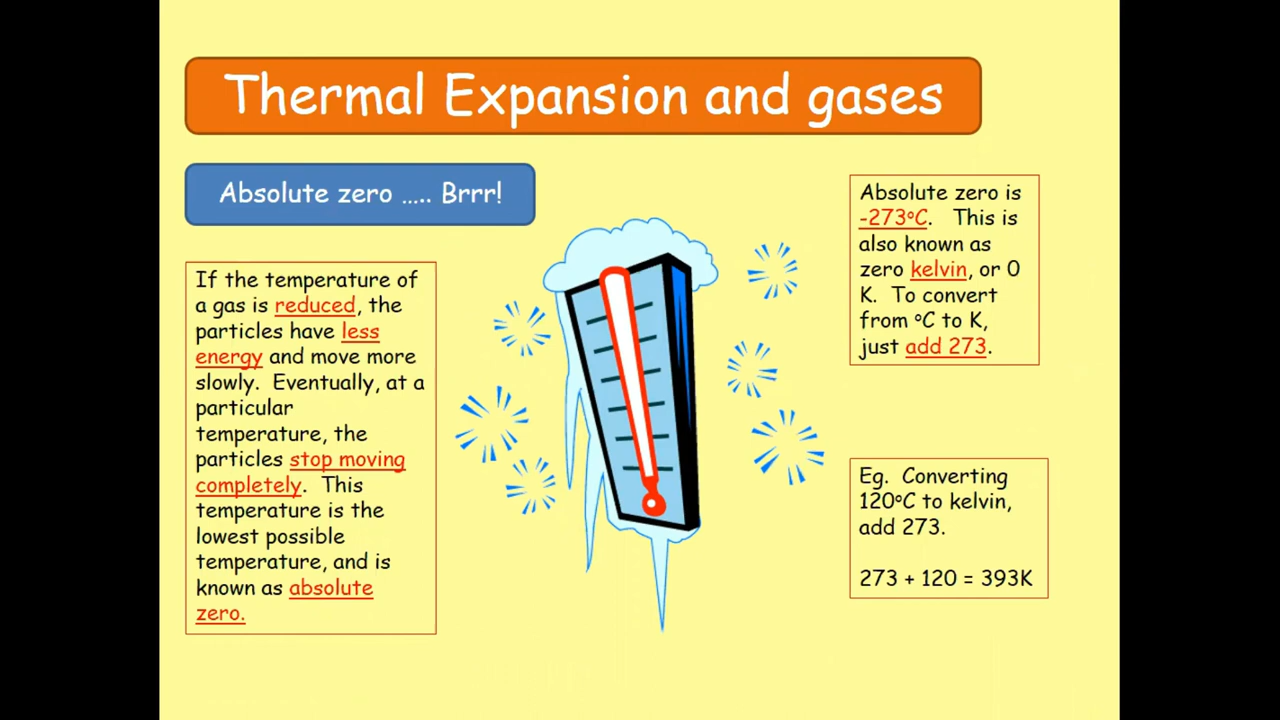 Thermal Expansion and gases
Absolute zero ..... Brrr!
If the temperature of
a gas is reduced, the
particles have less
energy and move more
slowly. Eventually, at a
particular
temperature, the
particles stop moving
completely. This
temperature is the
lowest possible
temperature, and is
known as absolute
zero.
Absolute zero is
-273°C. This is
also known as
zero kelvin, or 0
K. To convert
from °C to K,
just add 273.
Eg. Converting
120°C to kelvin,
add 273.
273 + 120 = 393K